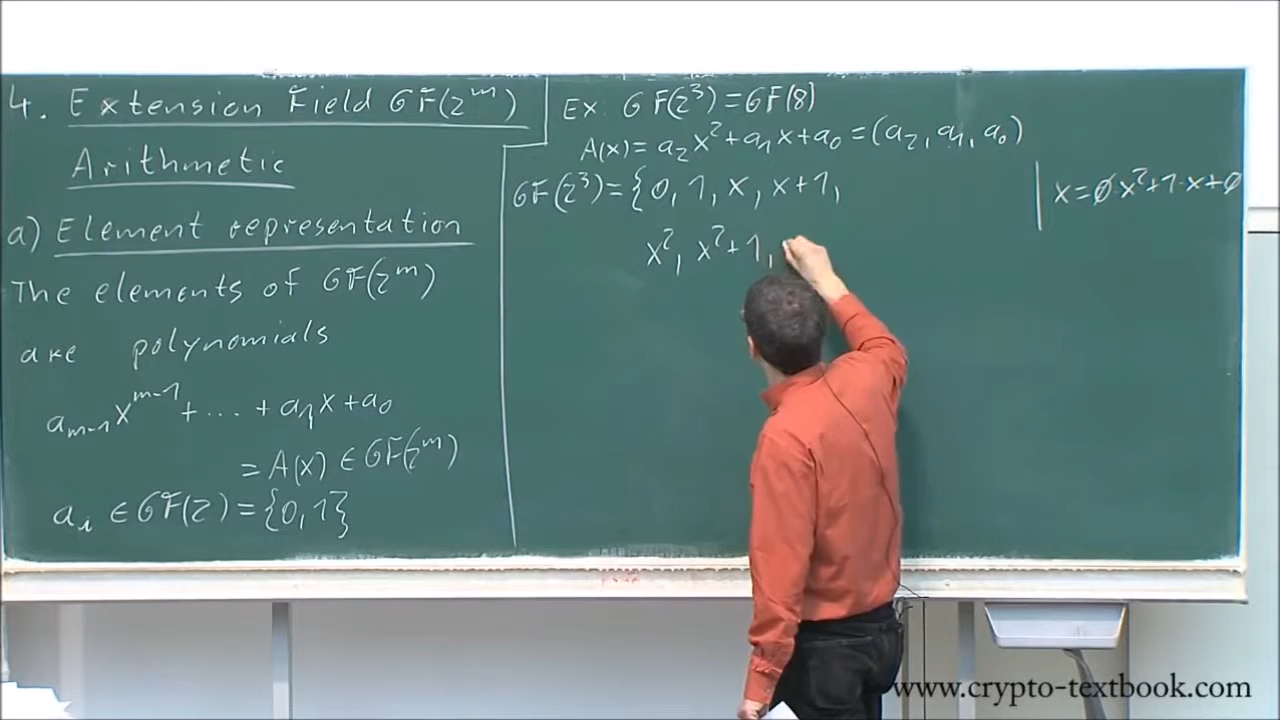 4. Extension Field GF(2^m)
Arithmetic
a) Element representation
The elements of GF(2^m)
are polynomials
a_{m-1}x^{m-1} + ... + a_1x + a_0
= A(x) ∈ GF(2^m)
a_i ∈ GF(2) = {0, 1}
Ex: GF(2^3) = GF(8)
A(x) = a_2x^2 + a_1x + a_0 = (a_2, a_1, a_0)
GF(2^3) = {0, 1, x, x+1,
x^2, x^2+1,
x = 0·x^2 + 1·x + 0
www.crypto-textbook.com